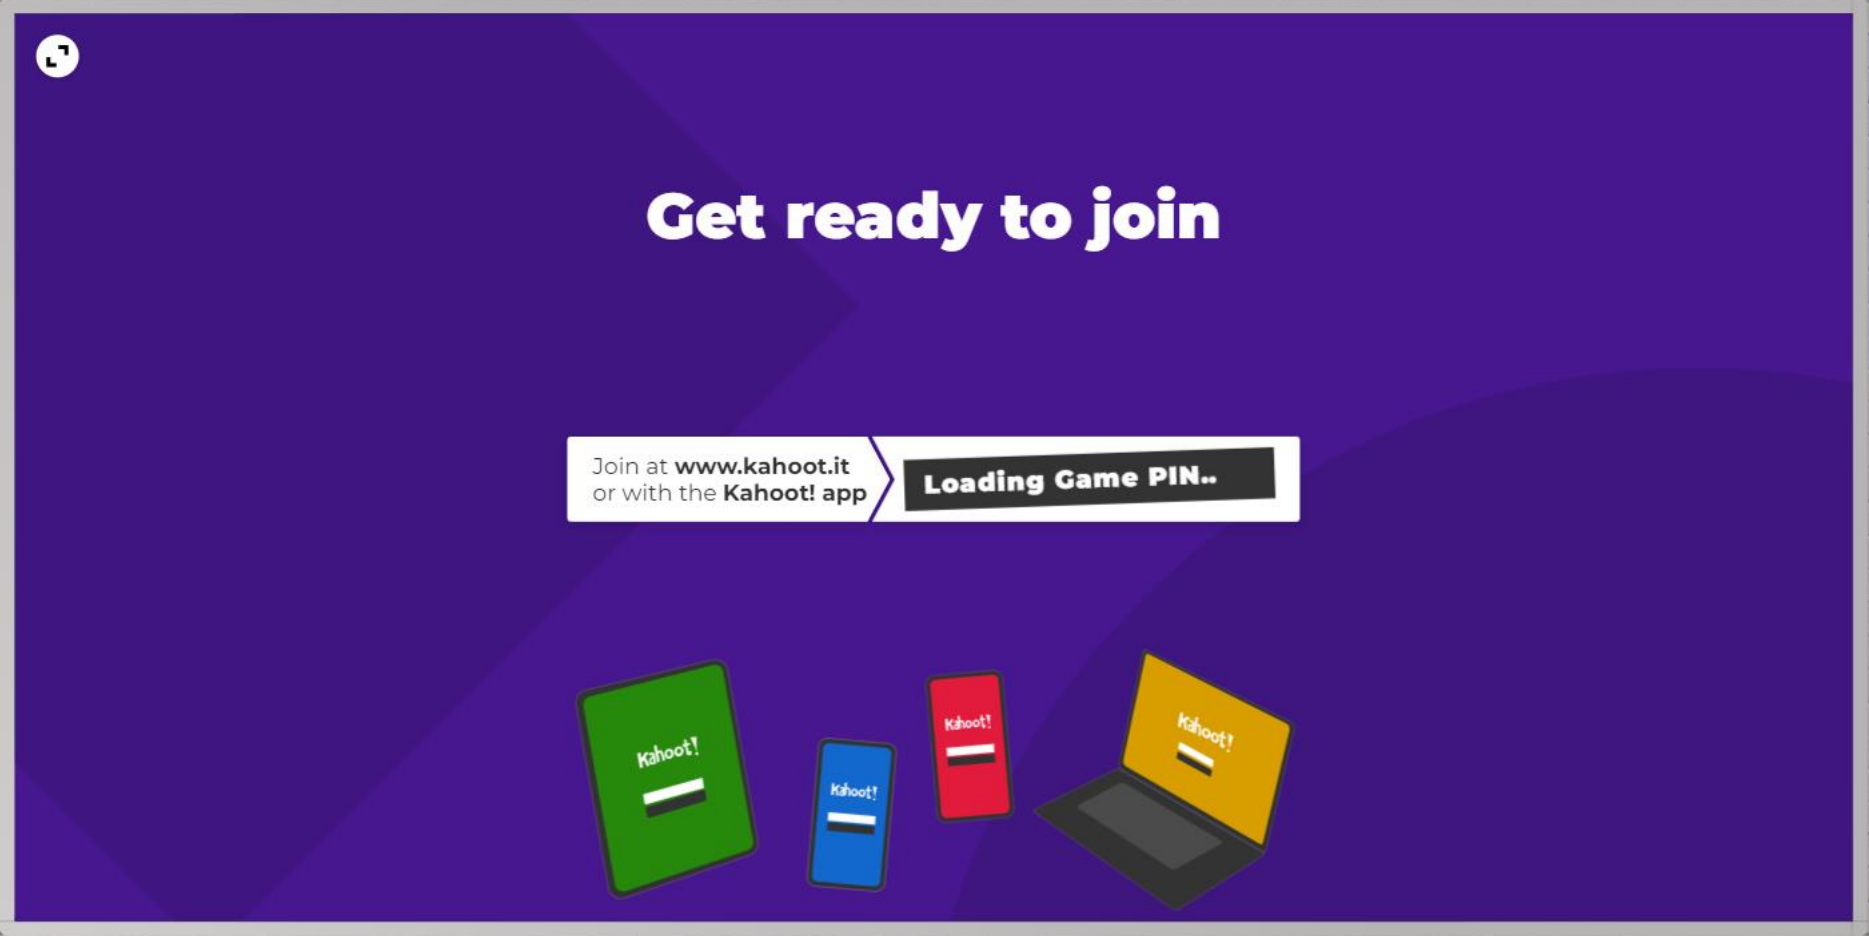 Get ready to join
Join at www.kahoot.it
or with the Kahoot! app
Loading Game PIN..
Kahoot!
Kahoot!
Kahoot!
Kahoot!